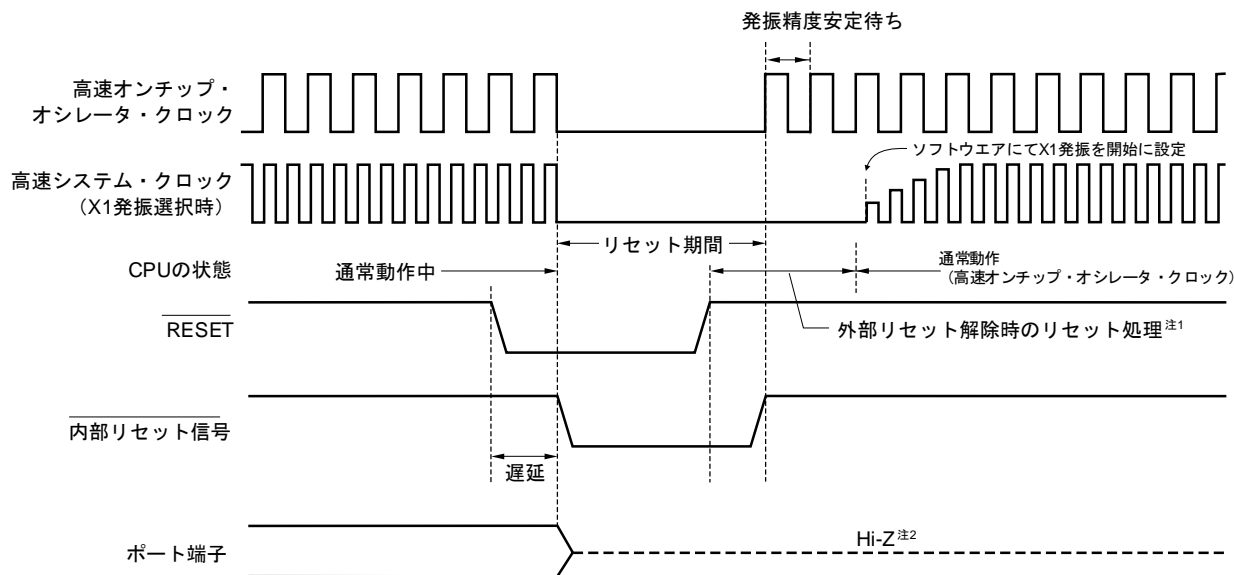 発振精度安定待ち
高速オンチップ・
オシレータ・クロック
ソフトウエアにてX1発振を開始に設定
高速システム・クロック
（X1発振選択時）
リセット期間
CPUの状態
通常動作中
通常動作
（高速オンチップ・オシレータ・クロック）
RESET
外部リセット解除時のリセット処理注1
内部リセット信号
遅延
ポート端子
Hi-Z注2